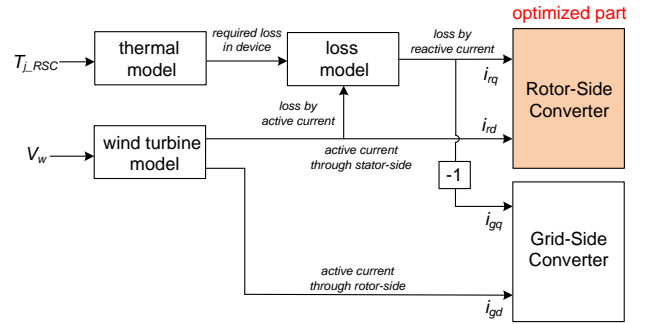 optimized part
T_j_RSC
thermal
model
required loss
in device
loss
model
loss by
reactive current
i_rq
Rotor-Side
Converter
loss by
active current
V_w
wind turbine
model
active current
through stator-side
i_rd
-1
i_gq
Grid-Side
Converter
active current
through rotor-side
i_gd